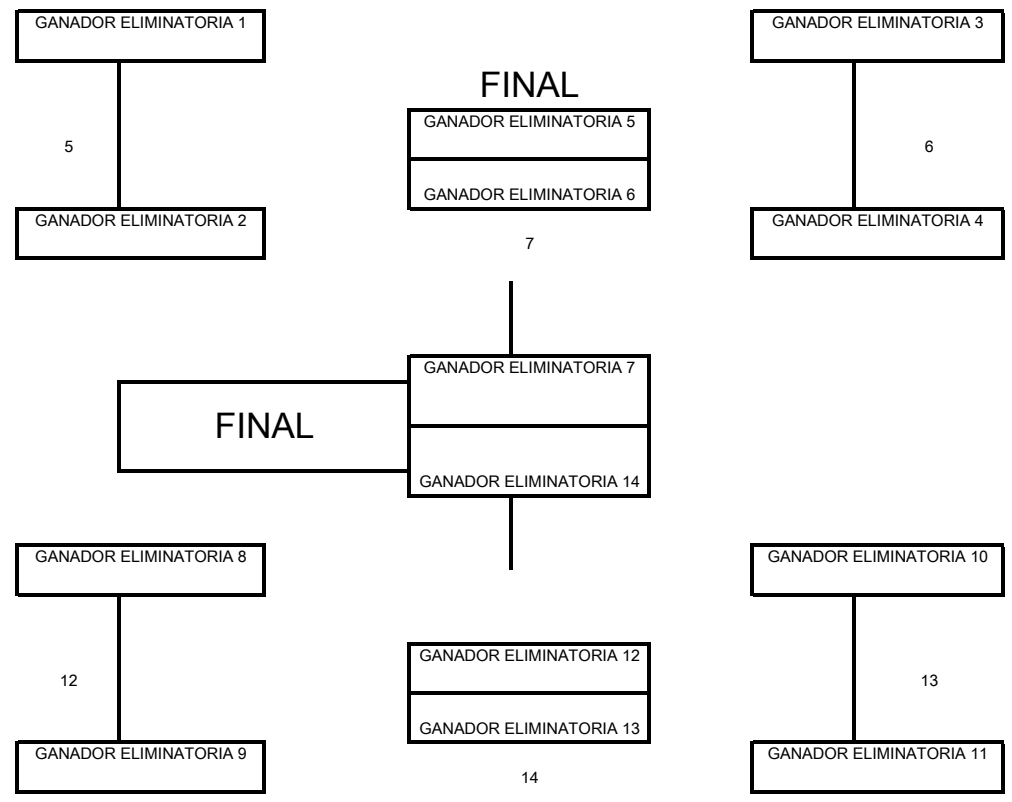 GANADOR ELIMINATORIA 1
GANADOR ELIMINATORIA 3
FINAL
GANADOR ELIMINATORIA 5
5
6
GANADOR ELIMINATORIA 6
GANADOR ELIMINATORIA 2
GANADOR ELIMINATORIA 4
7
GANADOR ELIMINATORIA 7
FINAL
GANADOR ELIMINATORIA 14
GANADOR ELIMINATORIA 8
GANADOR ELIMINATORIA 10
GANADOR ELIMINATORIA 12
12
13
GANADOR ELIMINATORIA 13
GANADOR ELIMINATORIA 9
GANADOR ELIMINATORIA 11
14